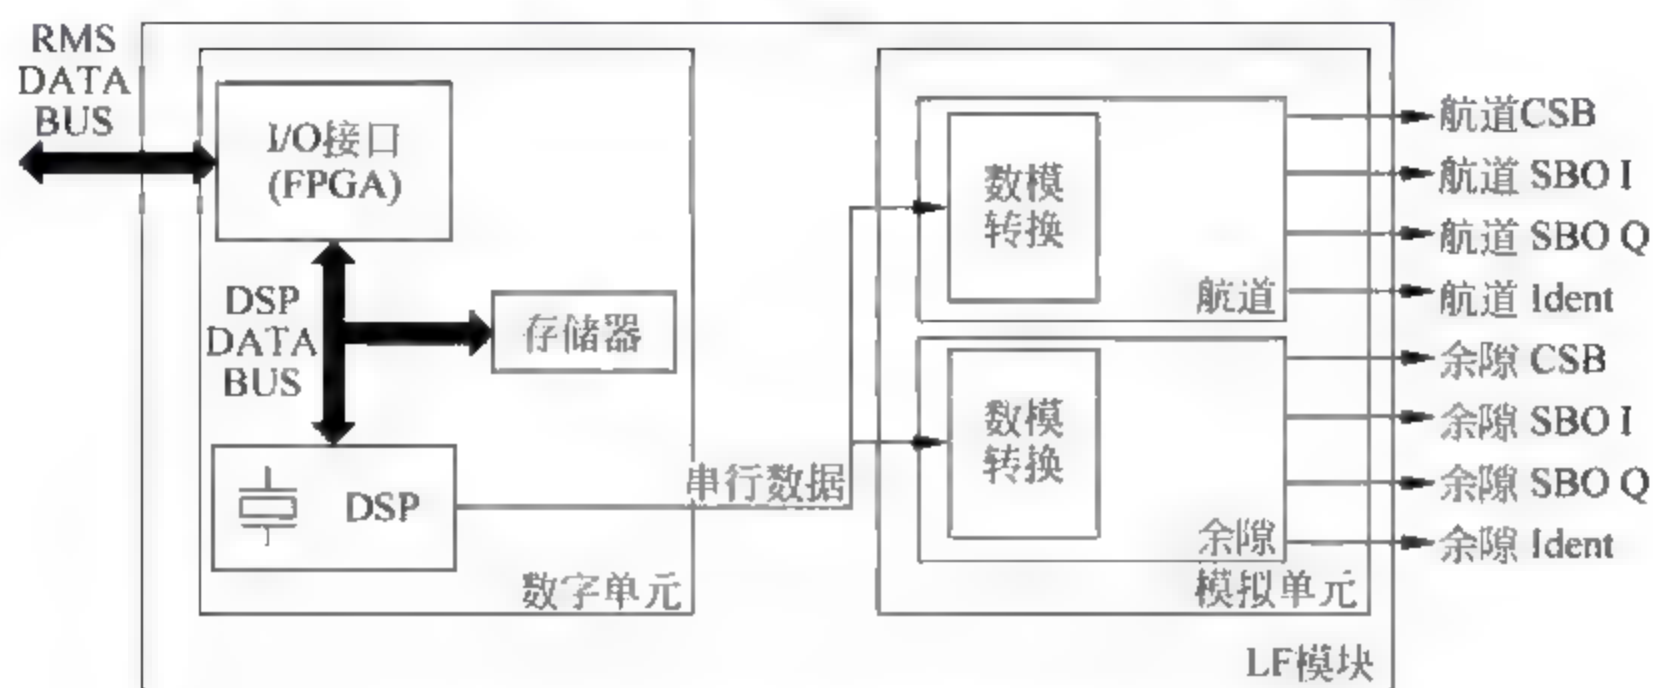 RMS
DATA
BUS
I/O接口
(FPGA)
DSP
DATA
BUS
存储器
DSP
数字单元
串行数据
数模
转换
航道
数模
转换
余隙
模拟单元
LF模块
航道CSB
航道 SBO I
航道 SBO Q
航道 Ident
余隙 CSB
余隙 SBO I
余隙 SBO Q
余隙 Ident